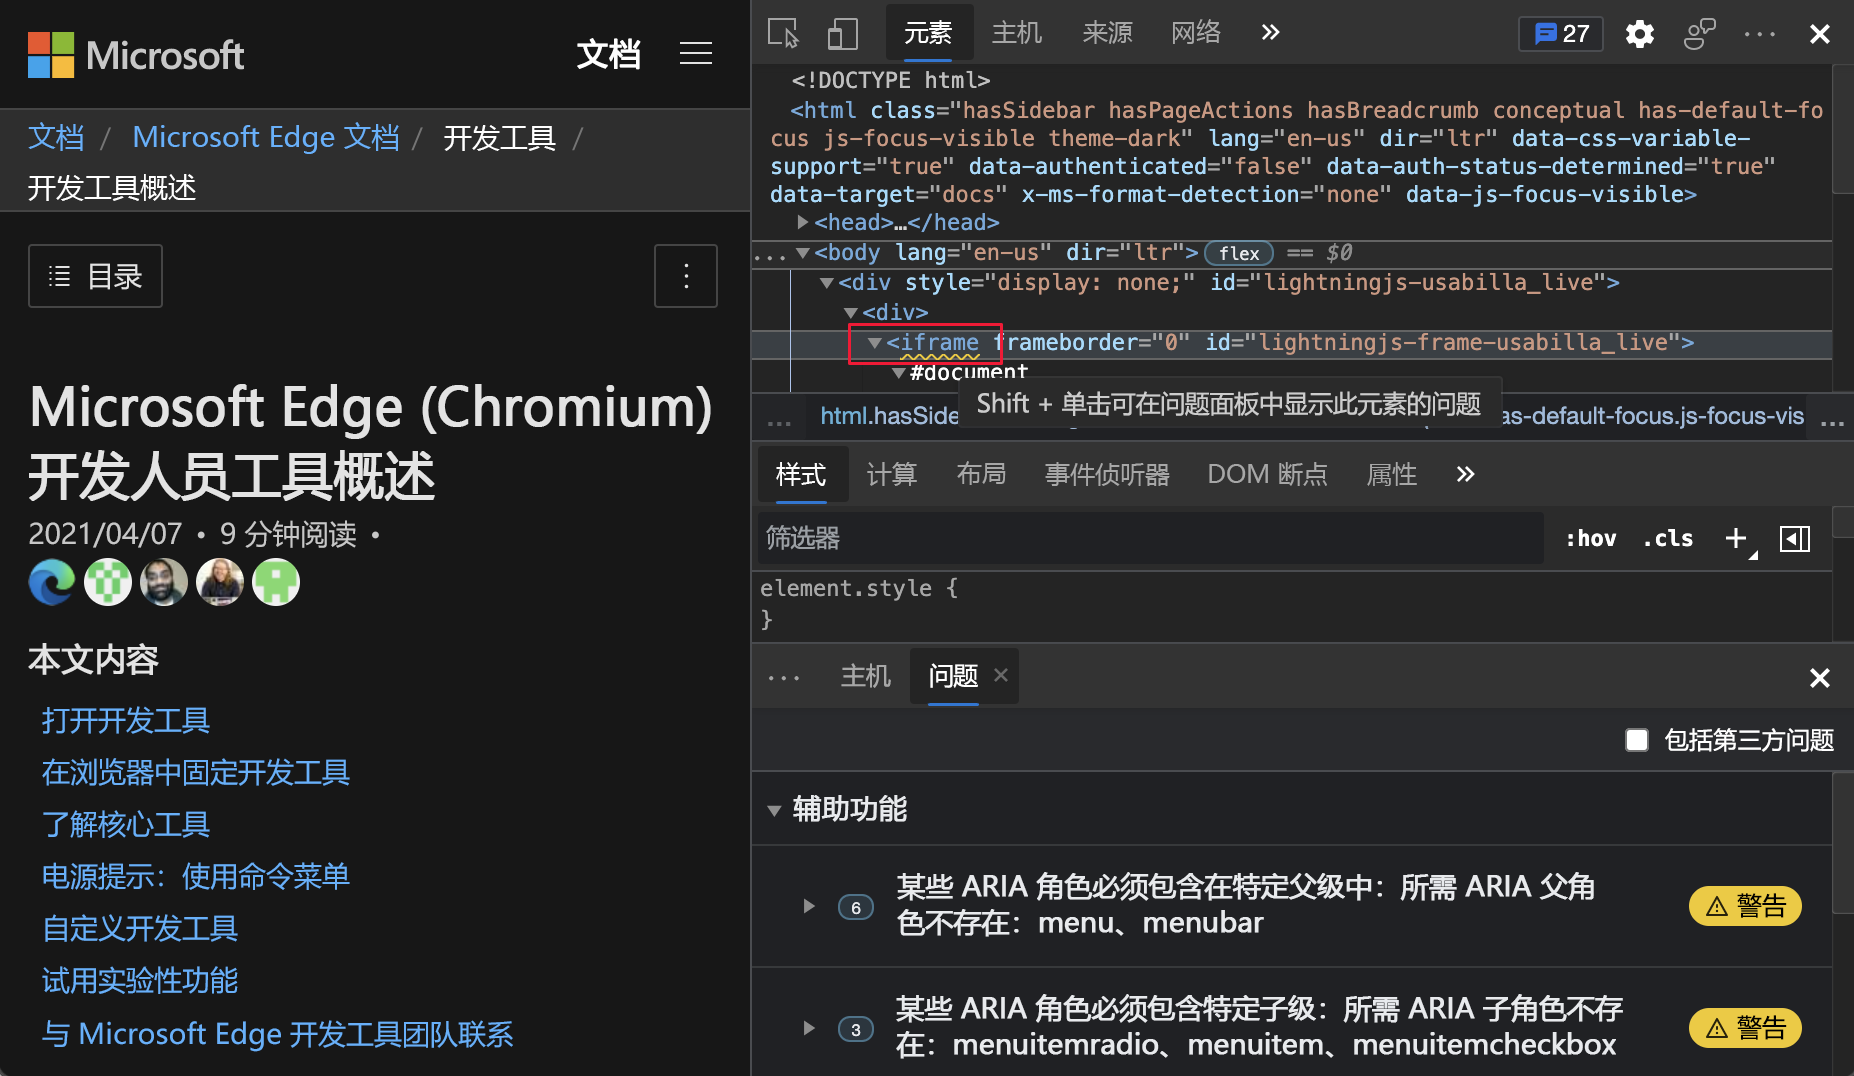 Microsoft
文档
文档 / Microsoft Edge 文档 / 开发工具 /
开发工具概述
目录
Microsoft Edge (Chromium)
开发人员工具概述
2021/04/07 • 9 分钟阅读 •
本文内容
打开开发工具
在浏览器中固定开发工具
了解核心工具
电源提示：使用命令菜单
自定义开发工具
试用实验性功能
与 Microsoft Edge 开发工具团队联系
元素 主机 来源 网络 » 27
<!DOCTYPE html>
<html class="hasSidebar hasPageActions hasBreadcrumb conceptual has-default-fo
cus js-focus-visible theme-dark" lang="en-us" dir="ltr" data-css-variable-
support="true" data-authenticated="false" data-auth-status-determined="true"
data-target="docs" x-ms-format-detection="none" data-js-focus-visible>
<head>…</head>
... <body lang="en-us" dir="ltr"> flex == $0
<div style="display: none;" id="lightningjs-usabilla_live">
<div>
<iframe frameborder="0" id="lightningjs-frame-usabilla_live">
#document
Shift + 单击可在问题面板中显示此元素的问题
... html.hasSide as-default-focus.js-focus-vis ...
样式 计算 布局 事件侦听器 DOM 断点 属性 »
筛选器 :hov .cls +
element.style {
}
... 主机 问题 ×
包括第三方问题
辅助功能
6 某些 ARIA 角色必须包含在特定父级中：所需 ARIA 父角
色不存在：menu、menubar
警告
3 某些 ARIA 角色必须包含特定子级：所需 ARIA 子角色不存
在：menuitemradio、menuitem、menuitemcheckbox
警告